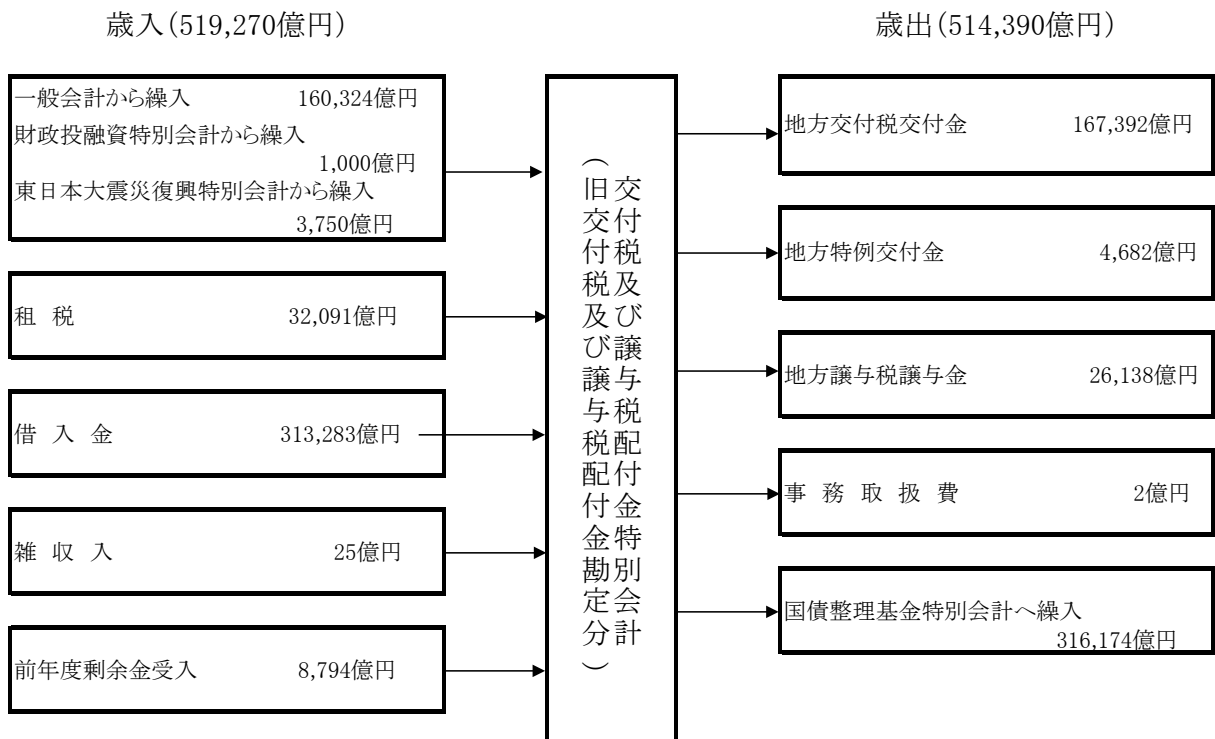 歳入(519,270億円)
一般会計から繰入 160,324億円
財政投融資特別会計から繰入
1,000億円
東日本大震災復興特別会計から繰入
3,750億円
租 税 32,091億円
借 入 金 313,283億円
雑 収 入 25億円
前年度剰余金受入 8,794億円
交付税及び譲与税配付金特別会計
(旧交付税及び譲与税配付金勘定分)
歳出(514,390億円)
地方交付税交付金 167,392億円
地方特例交付金 4,682億円
地方譲与税譲与金 26,138億円
事 務 取 扱 費 2億円
国債整理基金特別会計へ繰入
316,174億円